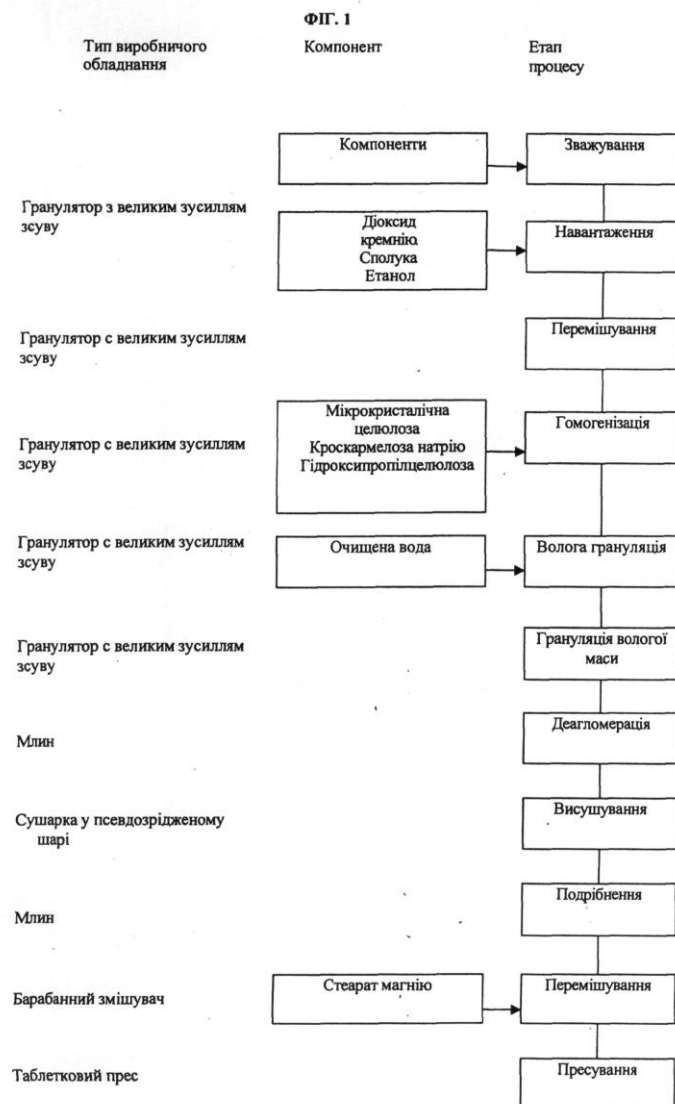 ФІГ. 1
Тип виробничого
обладнання
Компонент
Етап
процесу
Компоненти
Зважування
Гранулятор з великим зусиллям
зсуву
Діоксид
кремнію
Сполука
Етанол
Навантаження
Гранулятор с великим зусиллям
зсуву
Перемішування
Гранулятор с великим зусиллям
зсуву
Мікрокристалічна
целюлоза
Кроскармелоза натрію
Гідроксипропілцелюлоза
Гомогенізація
Гранулятор с великим зусиллям
зсуву
Очищена вода
Волога грануляція
Гранулятор с великим зусиллям
зсуву
Грануляція вологої
маси
Млин
Деагломерація
Сушарка у псевдозрідженому
шарі
Висушування
Млин
Подрібнення
Барабанний змішувач
Стеарат магнію
Перемішування
Таблетковий прес
Пресування